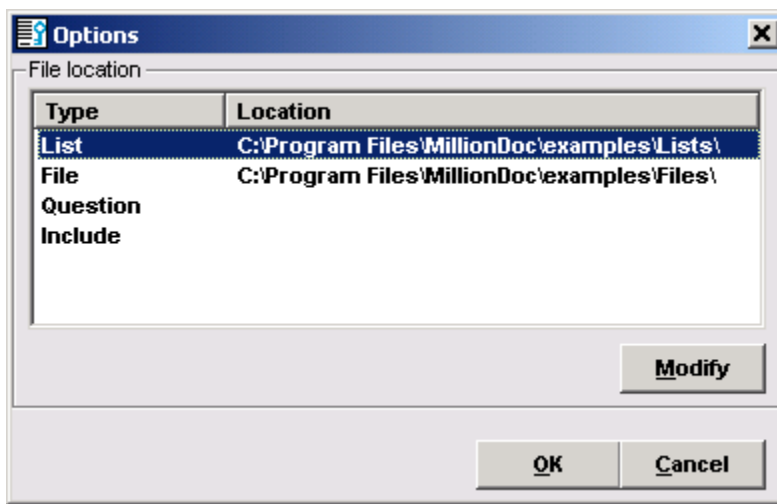 Options
File location
Type Location
List C:\Program Files\MillionDoc\examples\Lists\
File C:\Program Files\MillionDoc\examples\Files\
Question
Include
Modify
OK Cancel